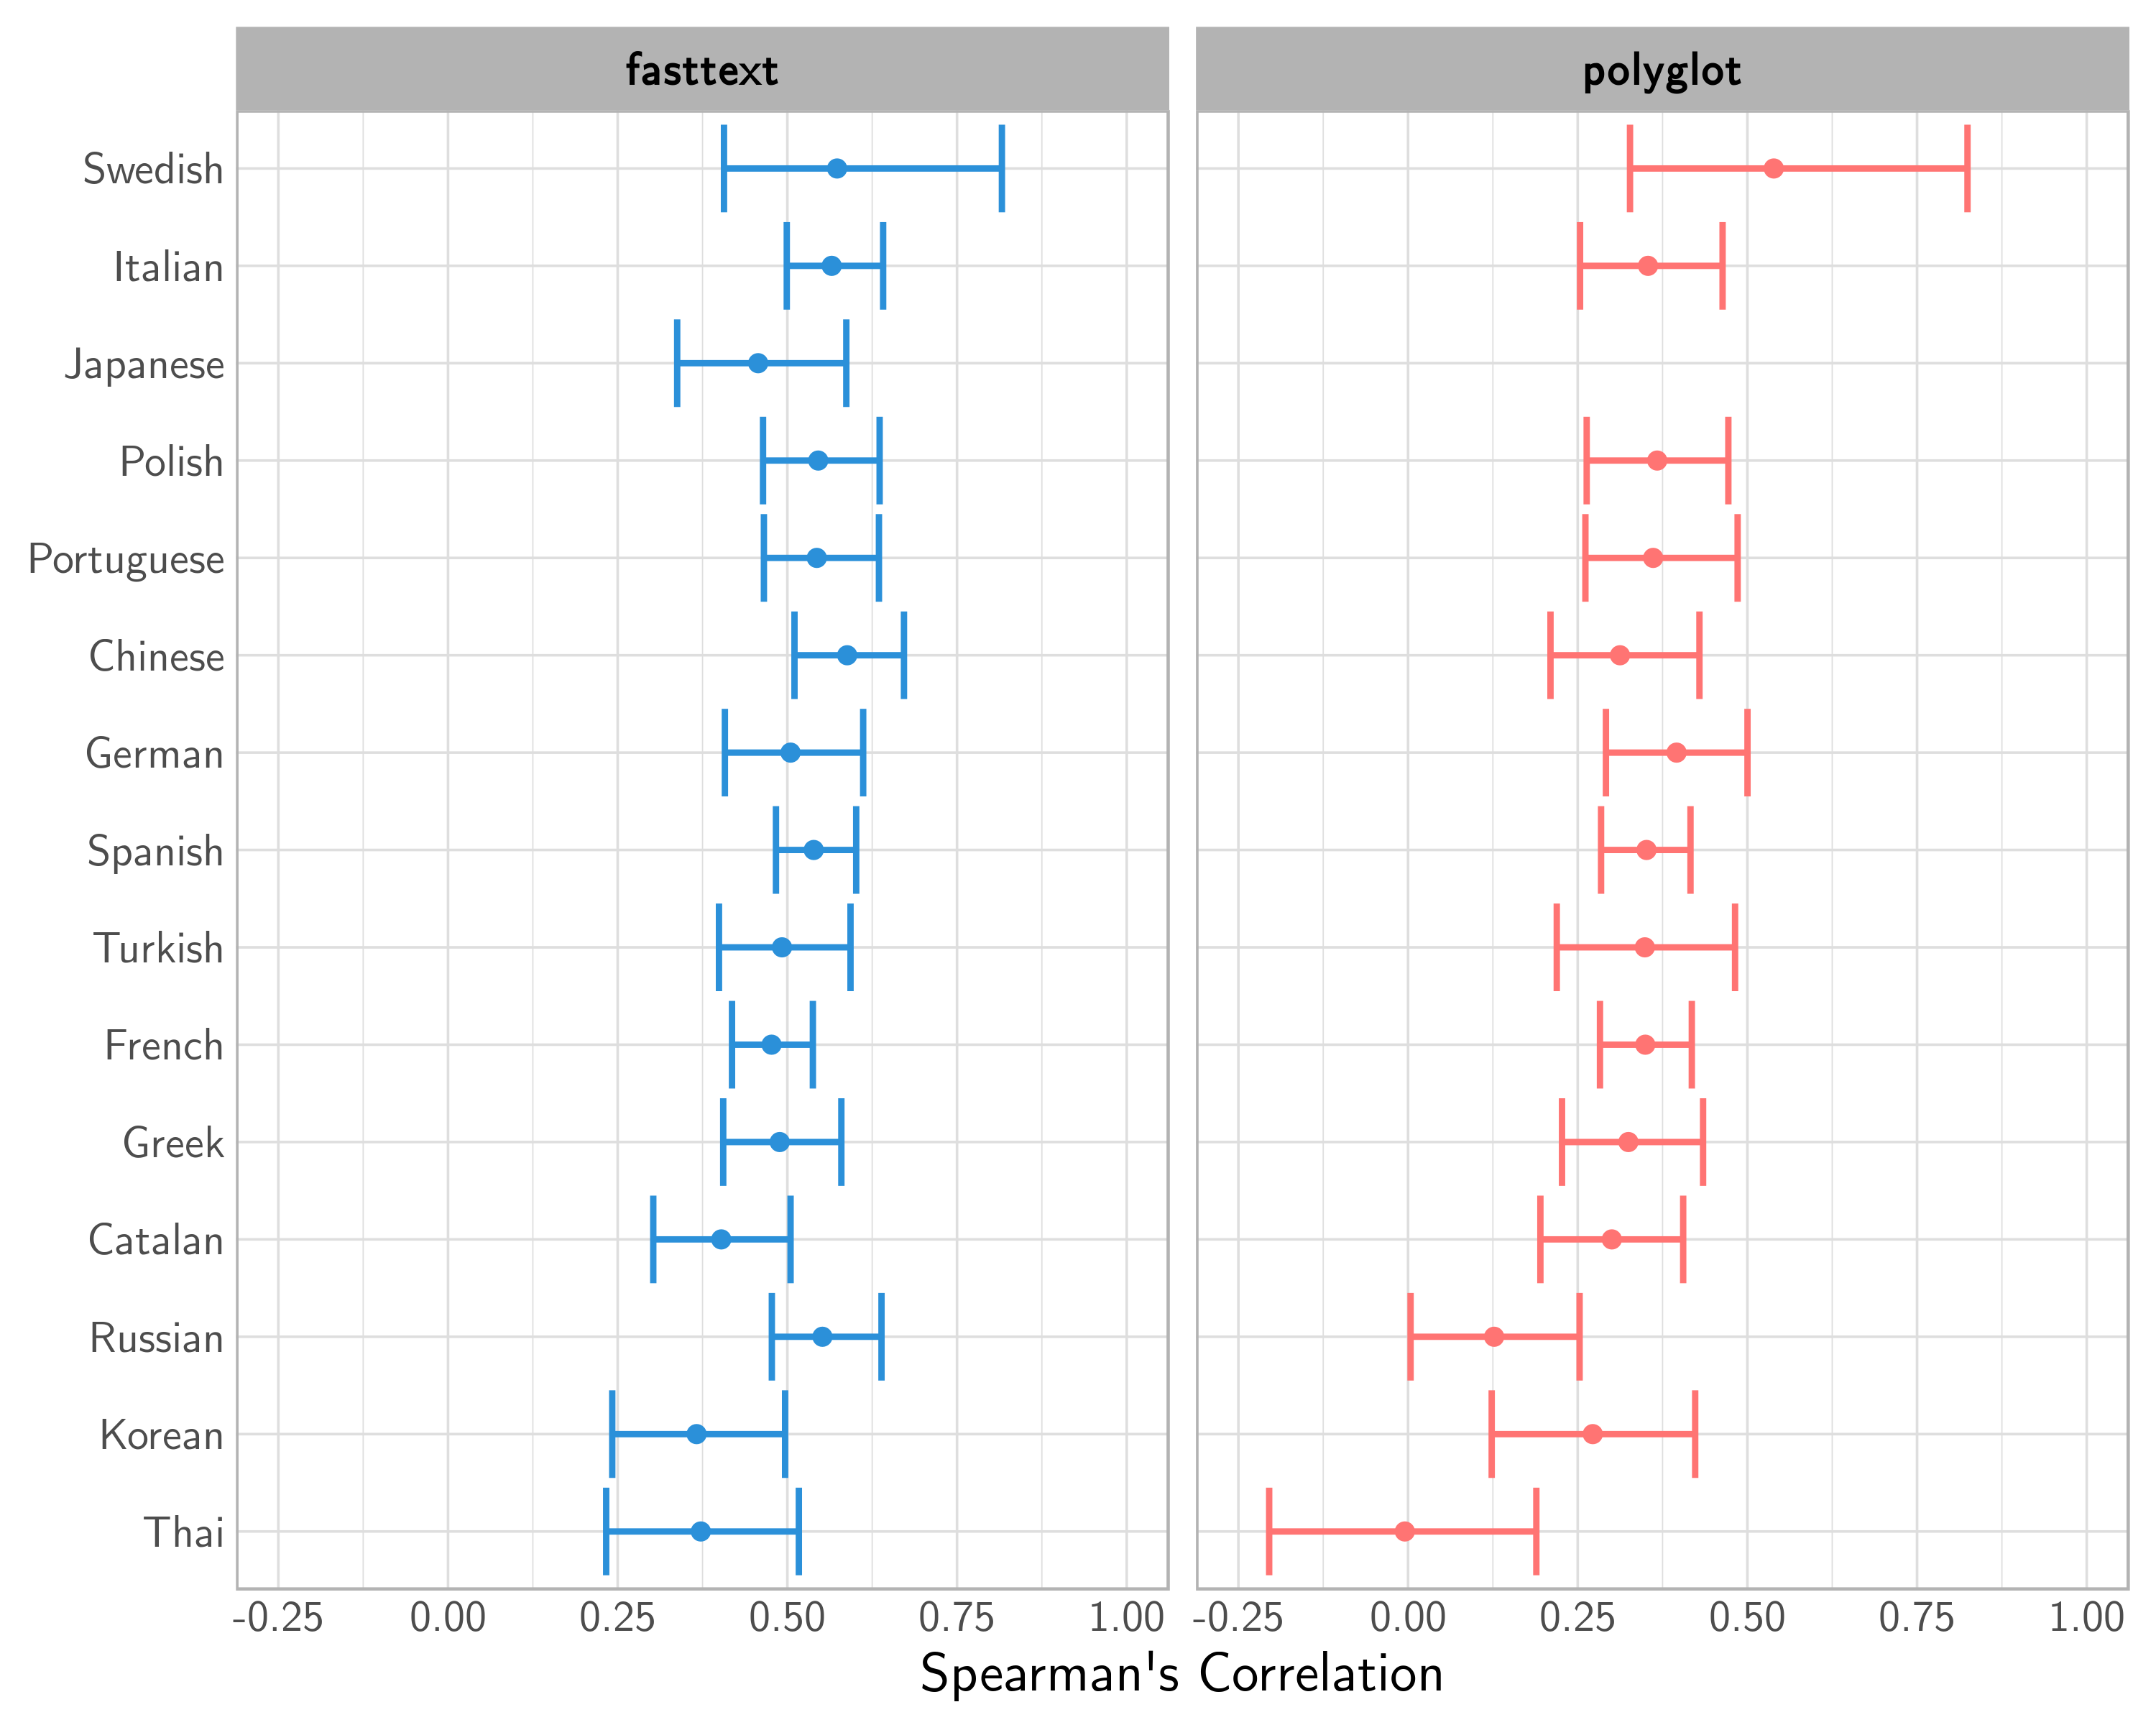 fasttext
polyglot
Swedish
Italian
Japanese
Polish
Portuguese
Chinese
German
Spanish
Turkish
French
Greek
Catalan
Russian
Korean
Thai
-0.25 0.00 0.25 0.50 0.75 1.00
-0.25 0.00 0.25 0.50 0.75 1.00
Spearman's Correlation